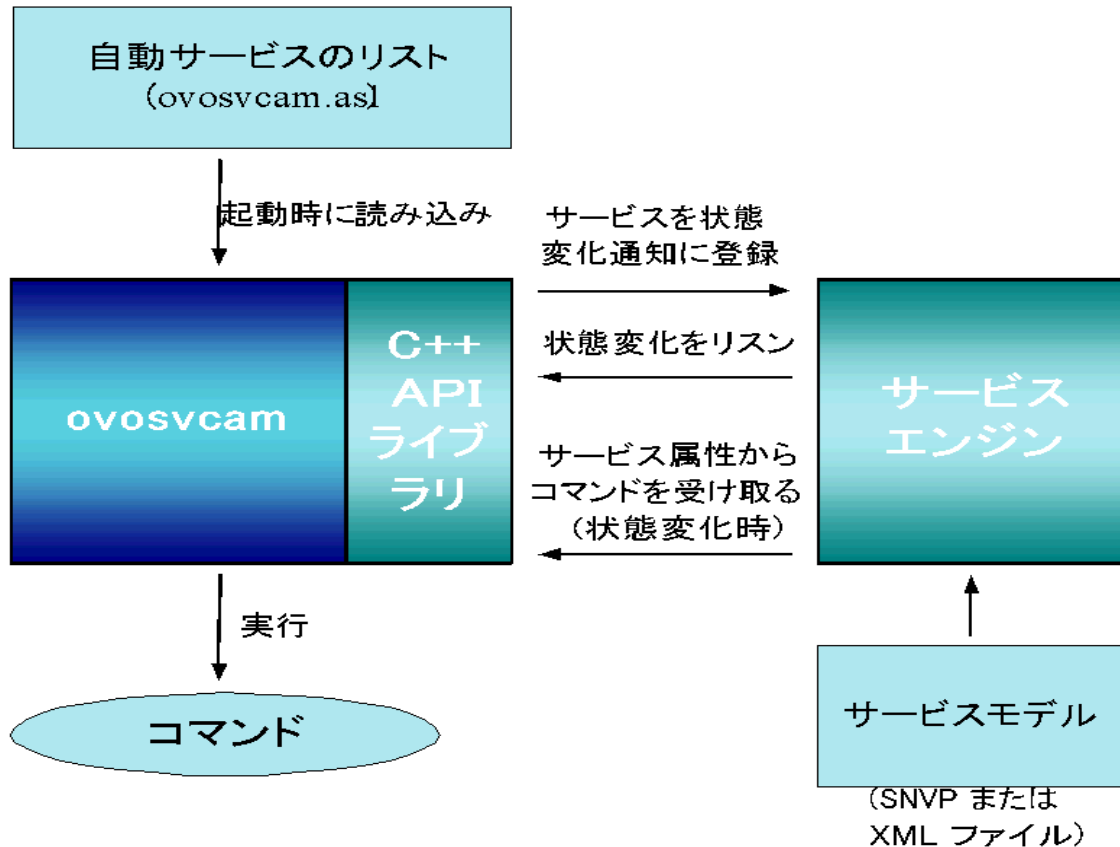 自動サービスのリスト
(ovosvcam.asl
起動時に読み込み
サービスを状態
変化通知に登録
ovosvcam
C++
API
ライブ
ラリ
状態変化をリスン
サービス属性から
コマンドを受け取る
(状態変化時)
サービス
エンジン
実行
コマンド
サービスモデル
(SNVP または
XML ファイル)